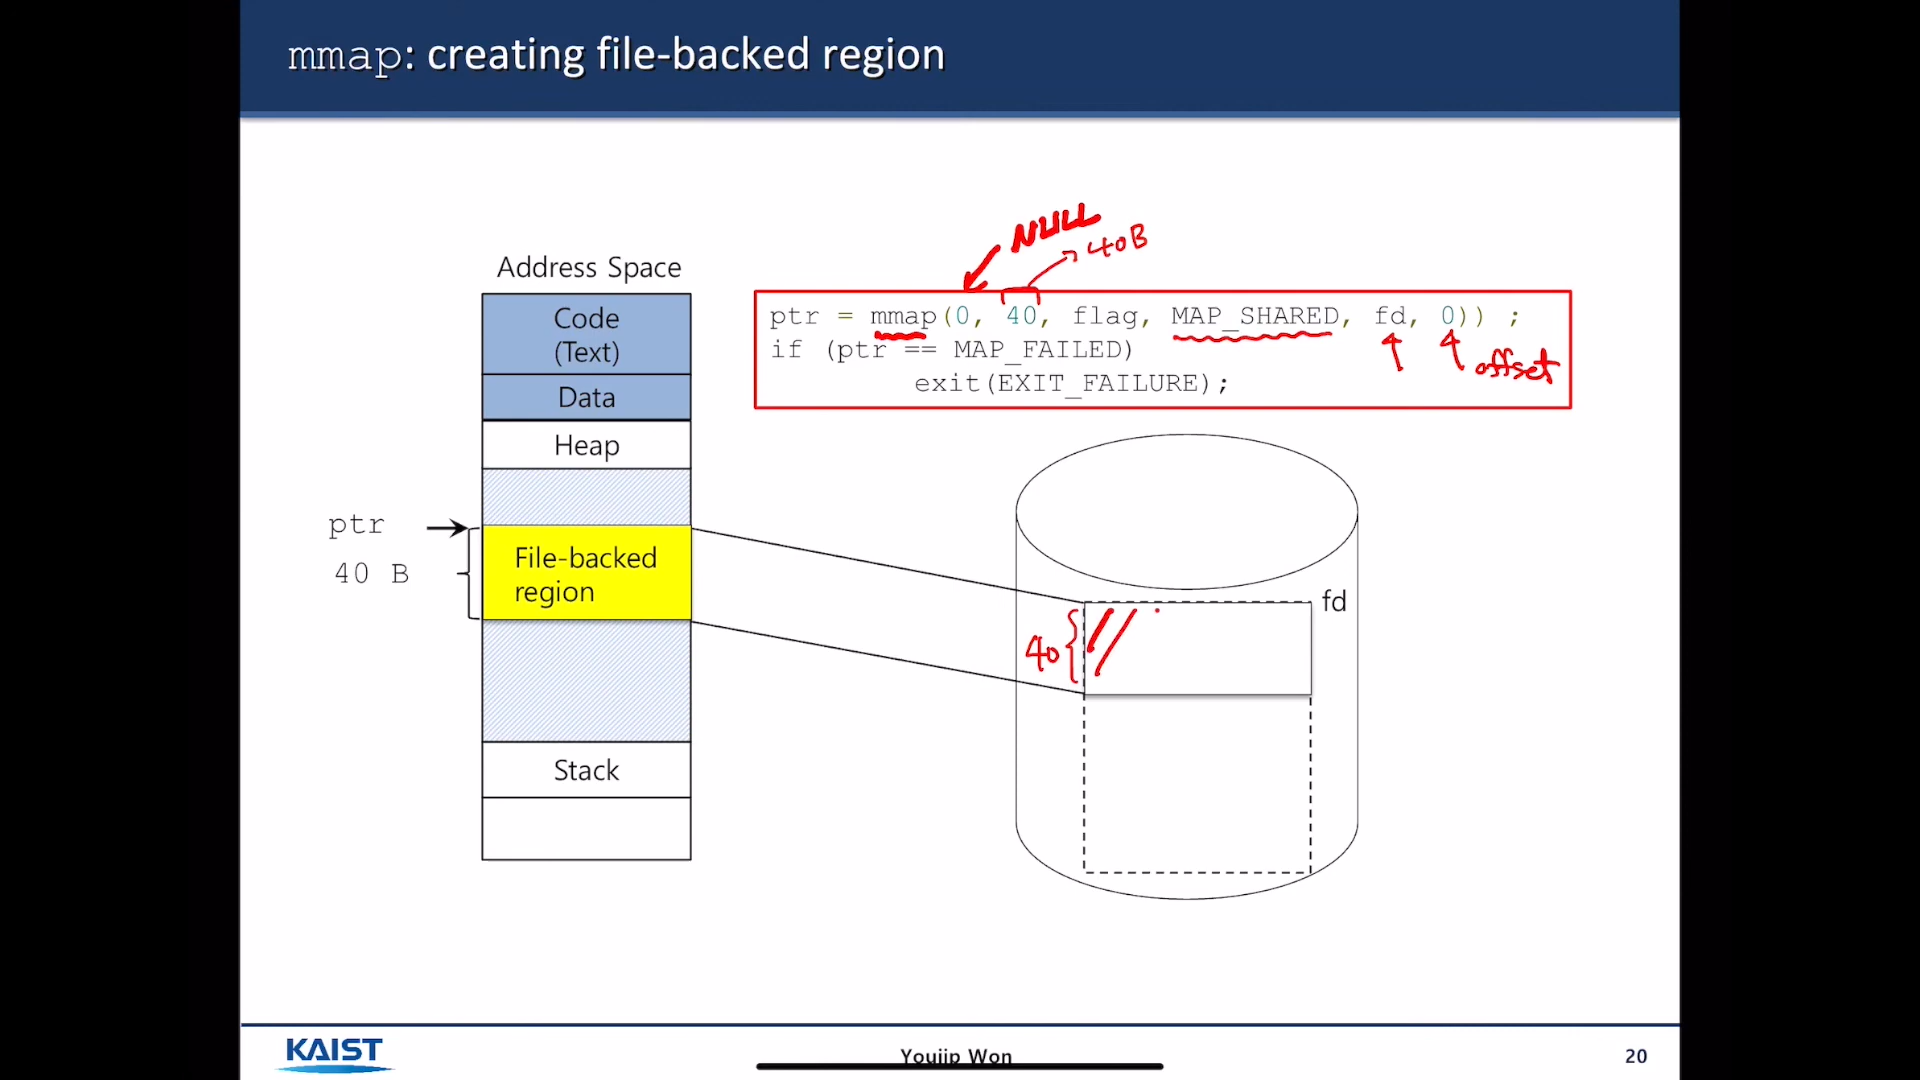 mmap: creating file-backed region
NULL
40B
Address Space
ptr = mmap(0, 40, flag, MAP_SHARED, fd, 0)) ;
if (ptr == MAP_FAILED)
exit(EXIT_FAILURE);
offset
Code
(Text)
Data
Heap
ptr
40 B
File-backed
region
fd
40
Stack
KAIST
Youjip Won
20